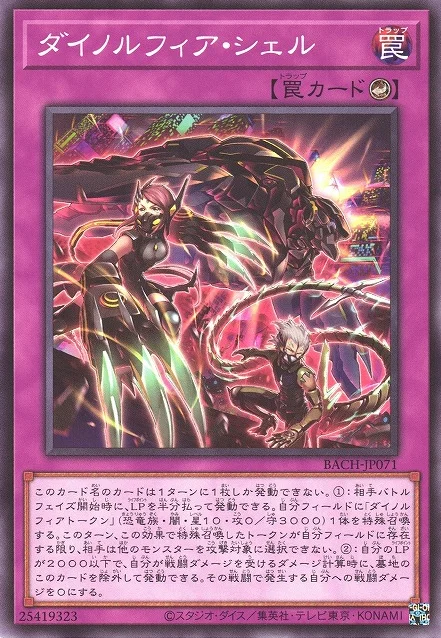 ダイノルフィア・シェル
トラップ
罠
トラップ
【罠カード】
BACH-JP071
このカード名のカードは1ターンに1枚しか発動できない。①：相手バトル
フェイズ開始時に、LPを半分払って発動できる。自分フィールドに「ダイノル
フィアトークン」(恐竜族・闇・星10・攻0／守3000)1体を特殊召喚
する。このターン、この効果で特殊召喚したトークンが自分フィールドに存在
する限り、相手は他のモンスターを攻撃対象に選択できない。②：自分のLP
が2000以下で、自分が戦闘ダメージを受けるダメージ計算時に、墓地の
このカードを除外して発動できる。その戦闘で発生する自分への戦闘ダメー
ジを0にする。
25419323
©スタジオ・ダイス／集英社・テレビ東京・KONAMI